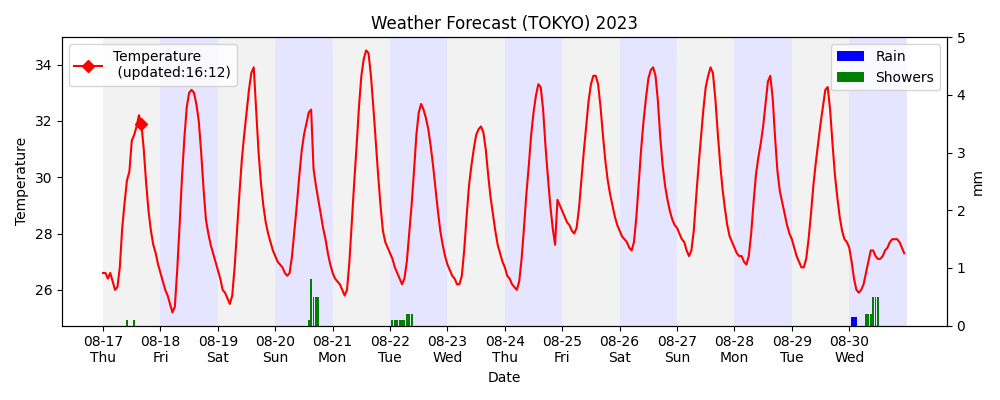 Weather Forecast (TOKYO) 2023
Temperature
(updated:16:12)
Rain
Showers
Temperature
34
32
30
28
26
5
4
3
2
1
0
mm
08-17 08-18 08-19 08-20 08-21 08-22 08-23 08-24 08-25 08-26 08-27 08-28 08-29 08-30
Thu Fri Sat Sun Mon Tue Wed Thu Fri Sat Sun Mon Tue Wed
Date